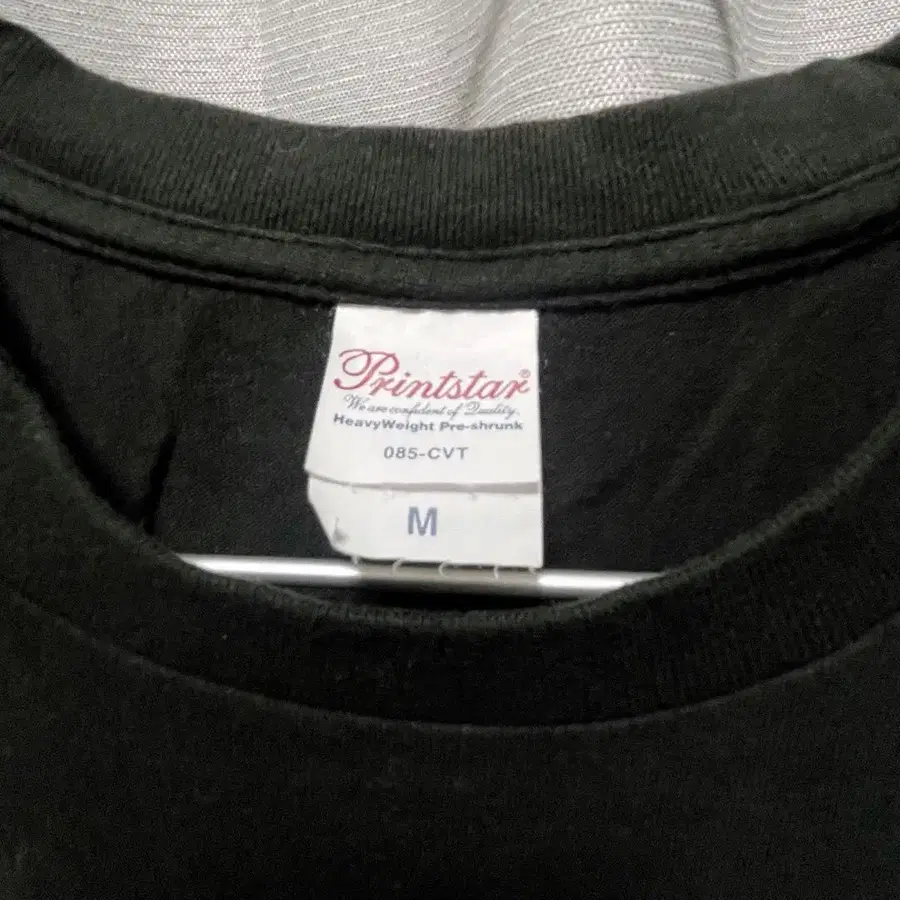 Printstar®
We are confident of Quality.
HeavyWeight Pre-shrunk
085-CVT
M